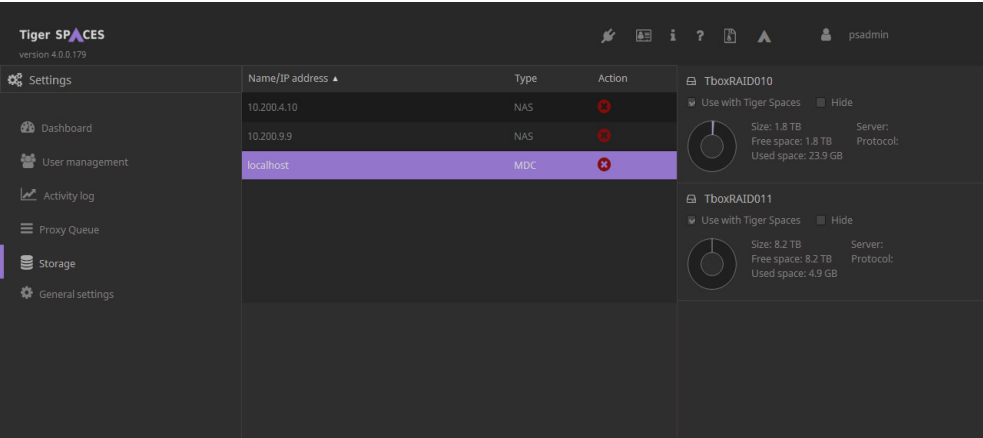 Tiger SPACES
version 4.0.0.179
psadmin
Settings
Dashboard
User management
Activity log
Proxy Queue
Storage
General settings
Name/IP address ▲ Type Action
10.200.4.10 NAS
10.200.9.9 NAS
localhost MDC
TboxRAID010
Use with Tiger Spaces Hide
Size: 1.8 TB Server:
Free space: 1.8 TB Protocol:
Used space: 23.9 GB
TboxRAID011
Use with Tiger Spaces Hide
Size: 8.2 TB Server:
Free space: 8.2 TB Protocol:
Used space: 4.9 GB